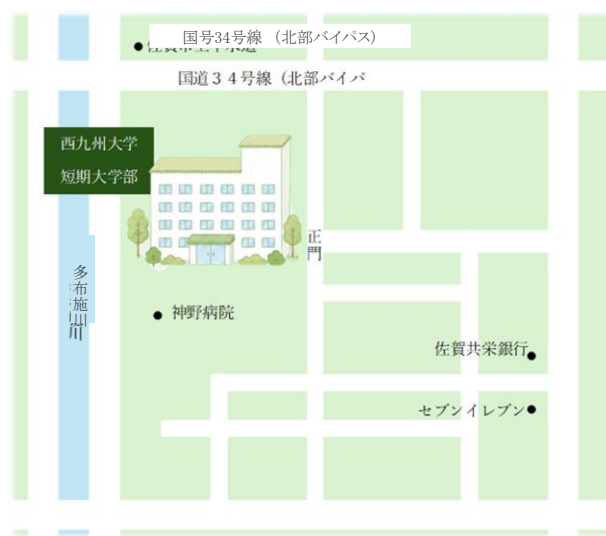 国号34号線 （北部バイパス）
国道３４号線（北部バイパ
西九州大学
短期大学部
正門
多布施川
神野病院
佐賀共栄銀行
セブンイレブン